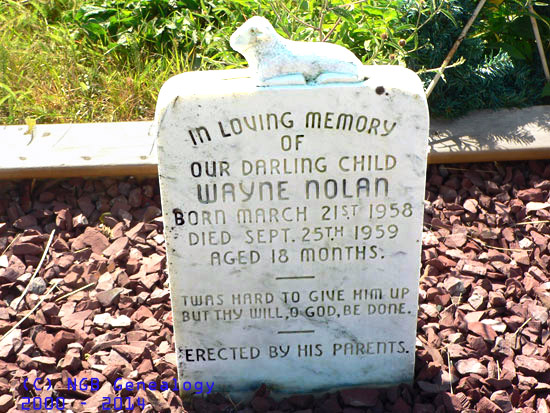 IN LOVING MEMORY
OF
OUR DARLING CHILD
WAYNE NOLAN
BORN MARCH 21ST 1958
DIED SEPT. 25TH 1959
AGED 18 MONTHS.
TWAS HARD TO GIVE HIM UP
BUT THY WILL, O GOD, BE DONE.
ERECTED BY HIS PARENTS.
(C) NGB Genealogy
2000 - 2014